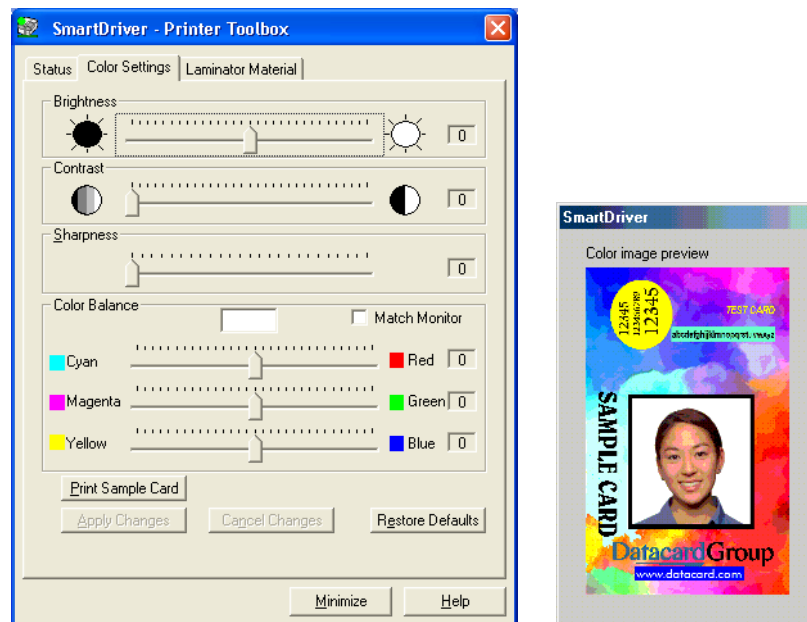 SmartDriver - Printer Toolbox
Status Color Settings Laminator Material
Brightness
0
Contrast
0
Sharpness
0
Color Balance
Match Monitor
Cyan Red 0
Magenta Green 0
Yellow Blue 0
Print Sample Card
Apply Changes Cancel Changes Restore Defaults
Minimize Help
SmartDriver
Color image preview
12345
123456789
12345
TEST CARD
SAMPLE CARD
DatacardGroup
www.datacard.com